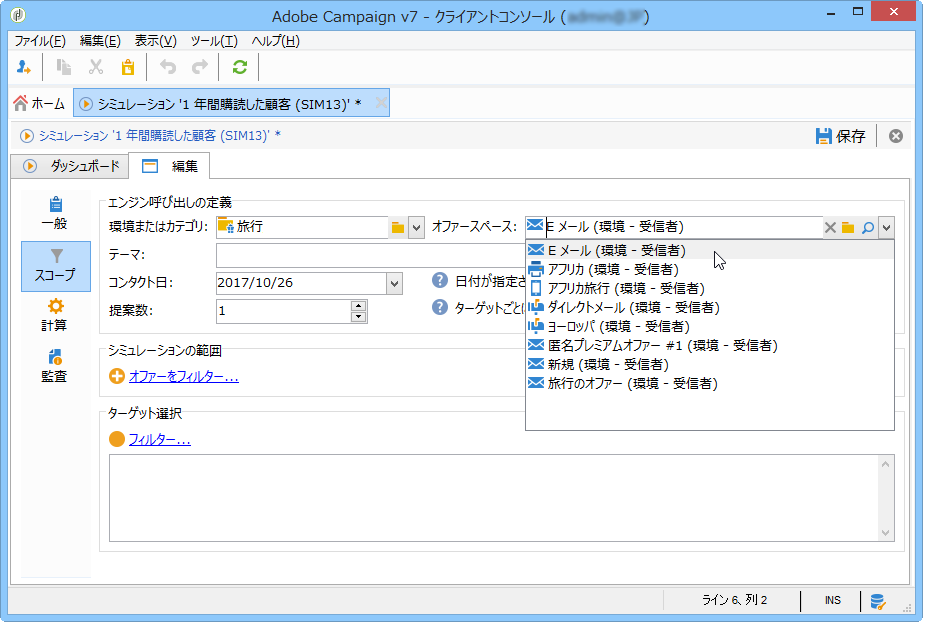 Adobe Campaign v7 - クライアントコンソール (
ファイル(F) 編集(E) 表示(V) ツール(T) ヘルプ(H)
ホーム シミュレーション '1 年間購読した顧客 (SIM13)' *
シミュレーション '1 年間購読した顧客 (SIM13)' * 保存
ダッシュボード 編集
一般
スコープ
計算
監査
エンジン呼び出しの定義
環境またはカテゴリ: 旅行 オファースペース: E メール (環境 - 受信者)
テーマ:
コンタクト日: 2017/10/26 日付が指定さ
提案数: 1 ターゲットごとに
E メール (環境 - 受信者)
アフリカ (環境 - 受信者)
アフリカ旅行 (環境 - 受信者)
ダイレクトメール (環境 - 受信者)
ヨーロッパ (環境 - 受信者)
匿名プレミアムオファー #1 (環境 - 受信者)
新規 (環境 - 受信者)
旅行のオファー (環境 - 受信者)
シミュレーションの範囲
オファーをフィルター...
ターゲット選択
フィルター...
ライン 6、列 2 INS